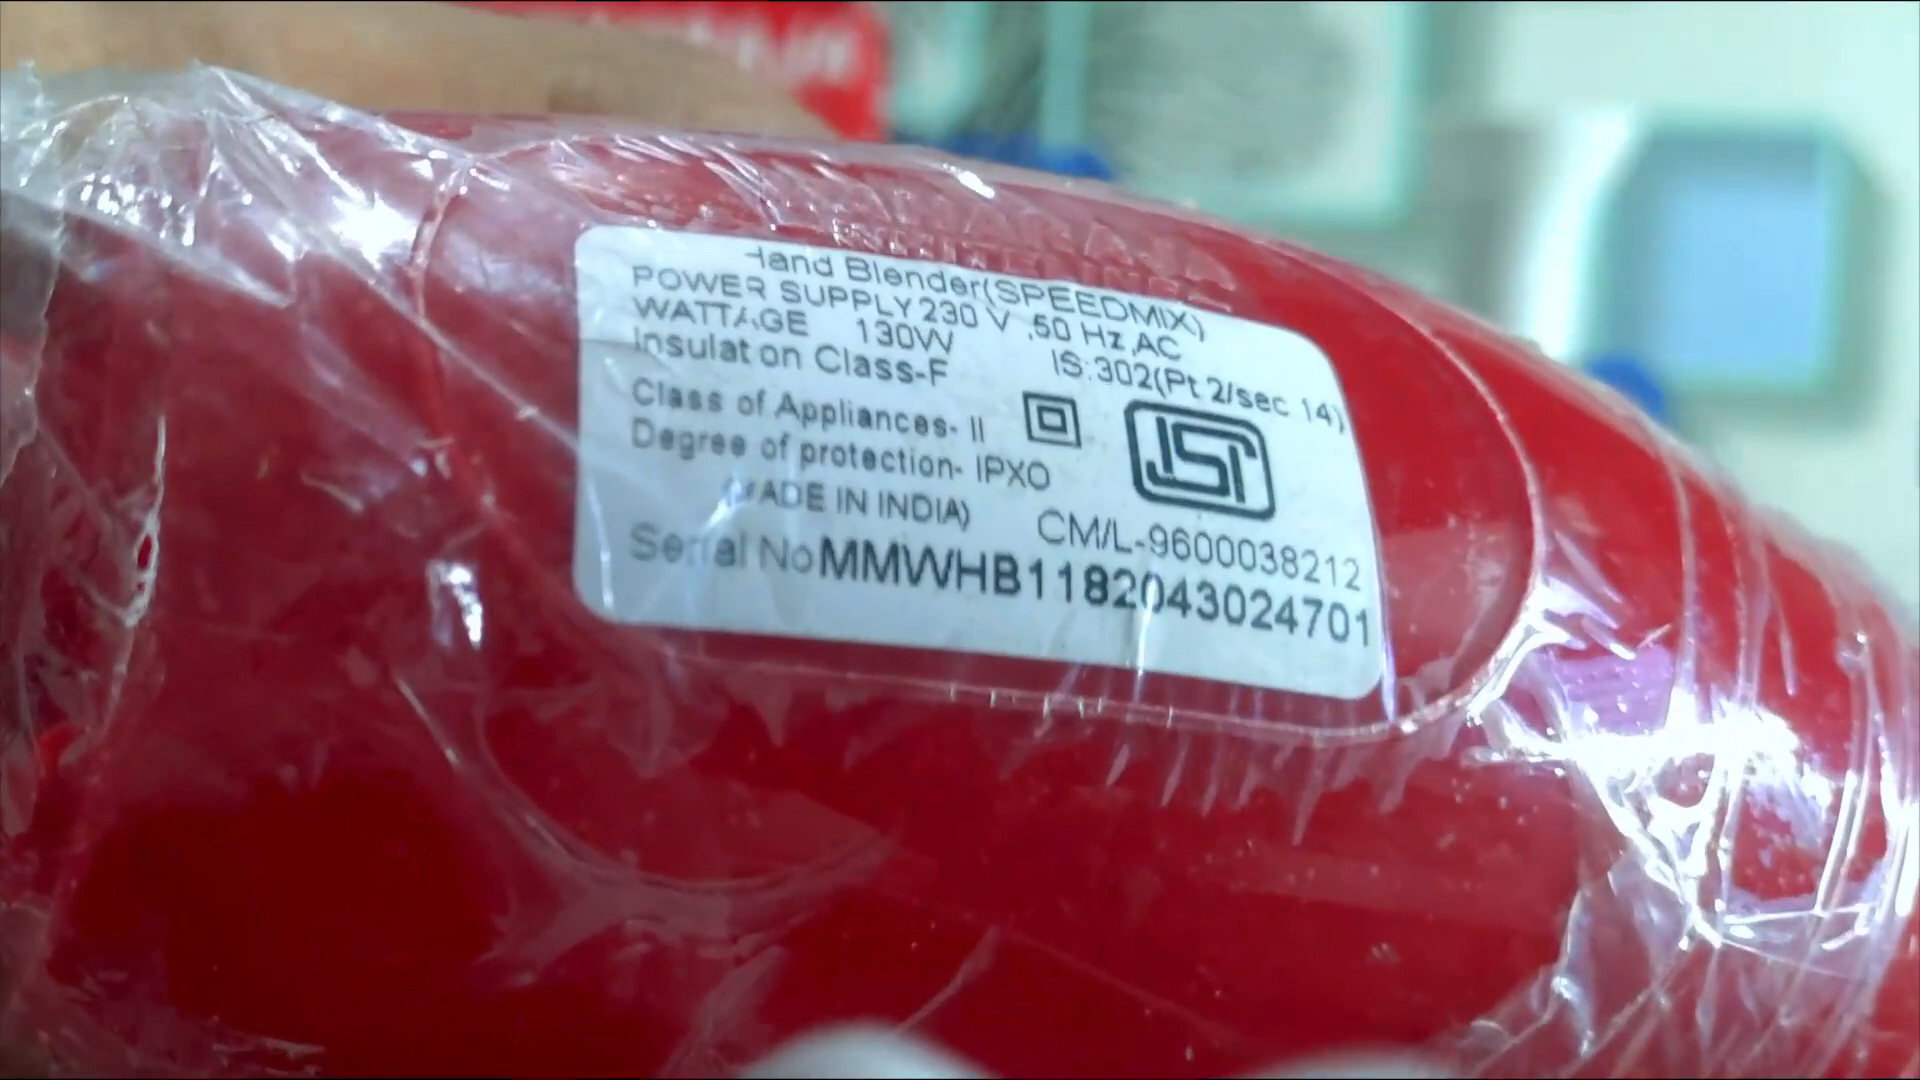 Hand Blender(SPEEDMIX)
POWER SUPPLY 230 V ,50 Hz,AC
WATTAGE 130W
IS:302(Pt 2/sec 14)
Insulation Class-F
Class of Appliances- II
Degree of protection- IPXO
ISI
(MADE IN INDIA)
CM/L-9600038212
Serial No MMWHB1182043024701